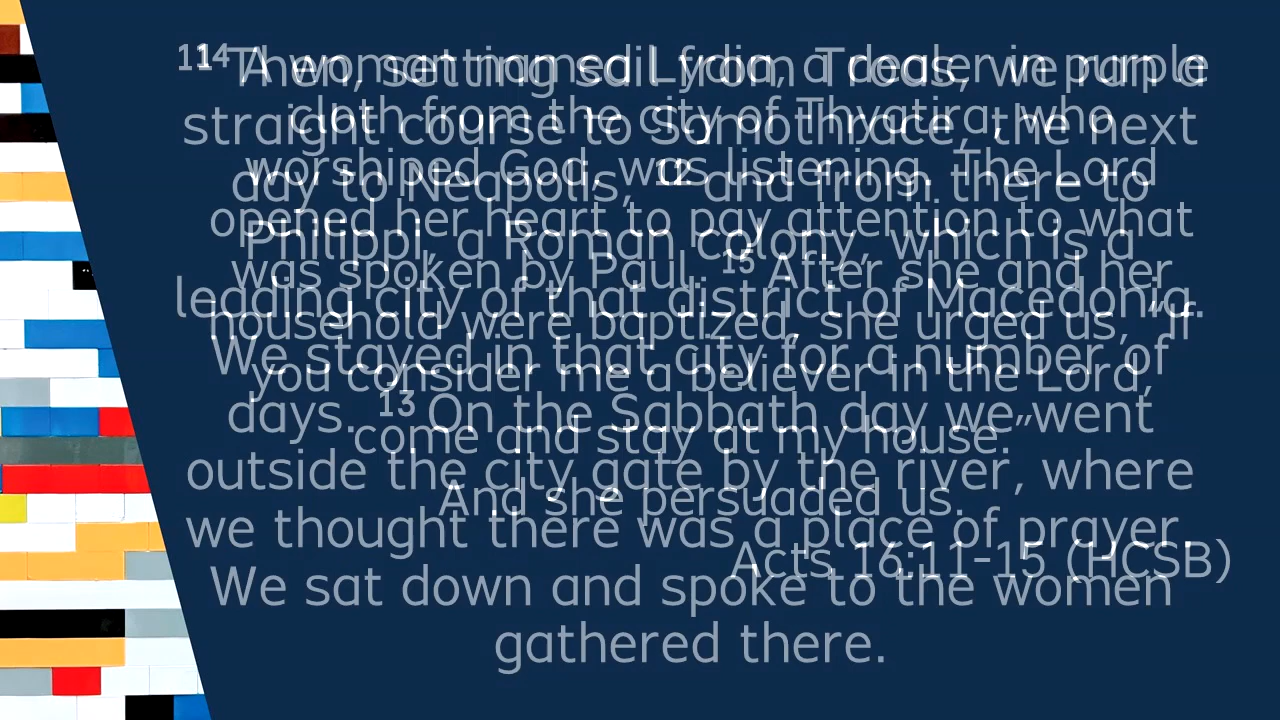 11 Then, setting sail from Troas, we ran a
straight course to Samothrace, the next
day to Neapolis, 12 and from there to
Philippi, a Roman colony, which is a
leading city of that district of Macedonia.
We stayed in that city for a number of
days. 13 On the Sabbath day we went
outside the city gate by the river, where
we thought there was a place of prayer.
We sat down and spoke to the women
gathered there.
14 A woman named Lydia, a dealer in purple
cloth from the city of Thyatira, who
worshiped God, was listening. The Lord
opened her heart to pay attention to what
was spoken by Paul. 15 After she and her
household were baptized, she urged us, “If
you consider me a believer in the Lord,
come and stay at my house.”
And she persuaded us.
Acts 16:11-15 (HCSB)